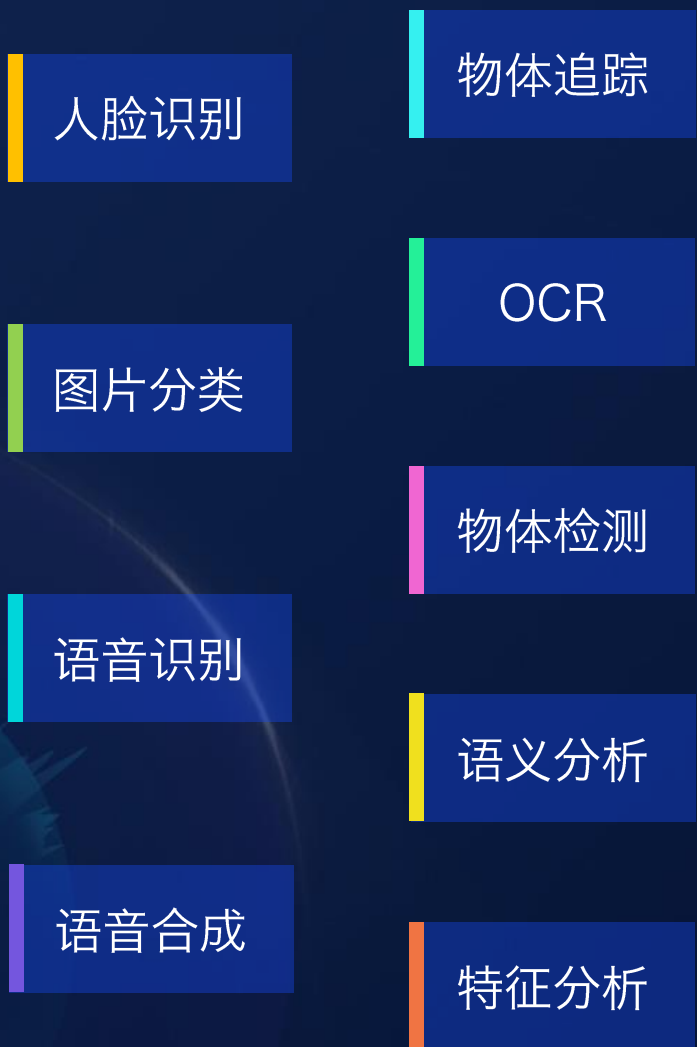 人脸识别
图片分类
语音识别
语音合成
物体追踪
OCR
物体检测
语义分析
特征分析